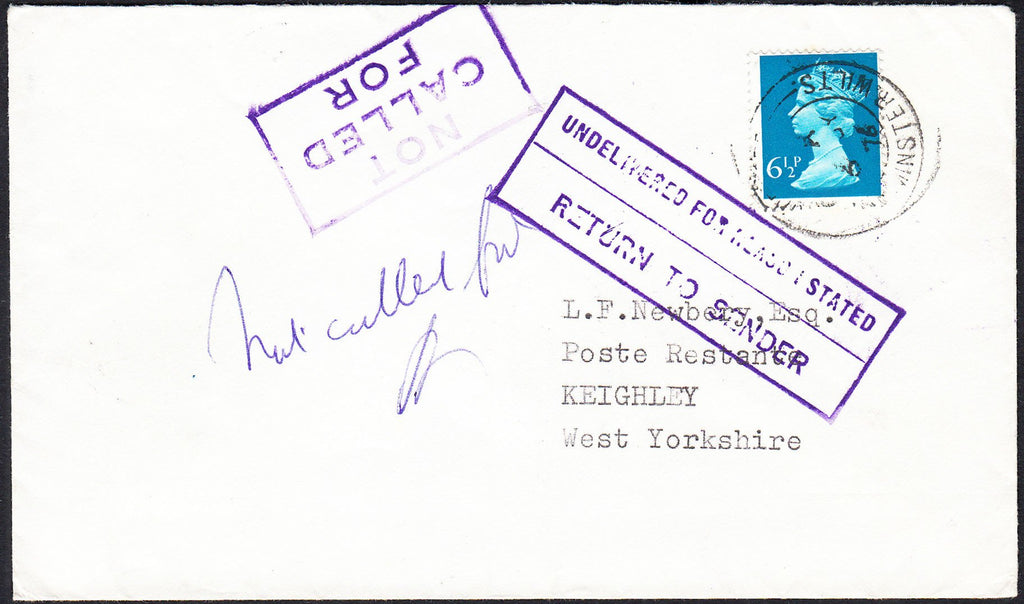 NOT
CALLED
FOR
UNDELIVERED FOR REASON STATED
RETURN TO SENDER
6½P
WILTS.
76
Not called for
L.F.Newbery,Esq.
Poste Restante
KEIGHLEY
West Yorkshire